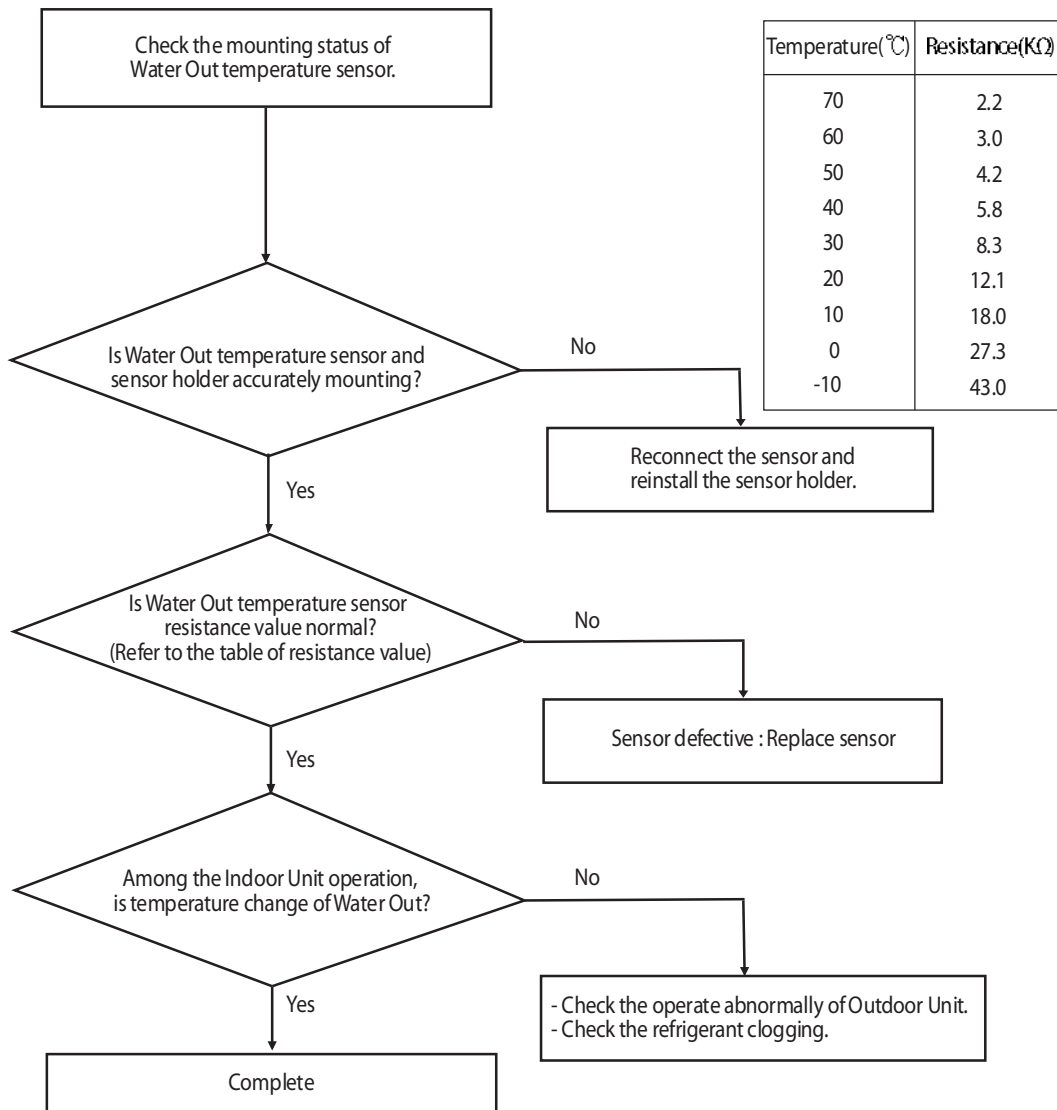 Check the mounting status of
Water Out temperature sensor.
Temperature(℃) Resistance(KΩ)
70 2.2
60 3.0
50 4.2
40 5.8
30 8.3
20 12.1
10 18.0
0 27.3
-10 43.0
Is Water Out temperature sensor and
sensor holder accurately mounting?
No
Reconnect the sensor and
reinstall the sensor holder.
Yes
Is Water Out temperature sensor
resistance value normal?
(Refer to the table of resistance value)
No
Sensor defective : Replace sensor
Yes
Among the Indoor Unit operation,
is temperature change of Water Out?
No
- Check the operate abnormally of Outdoor Unit.
- Check the refrigerant clogging.
Yes
Complete